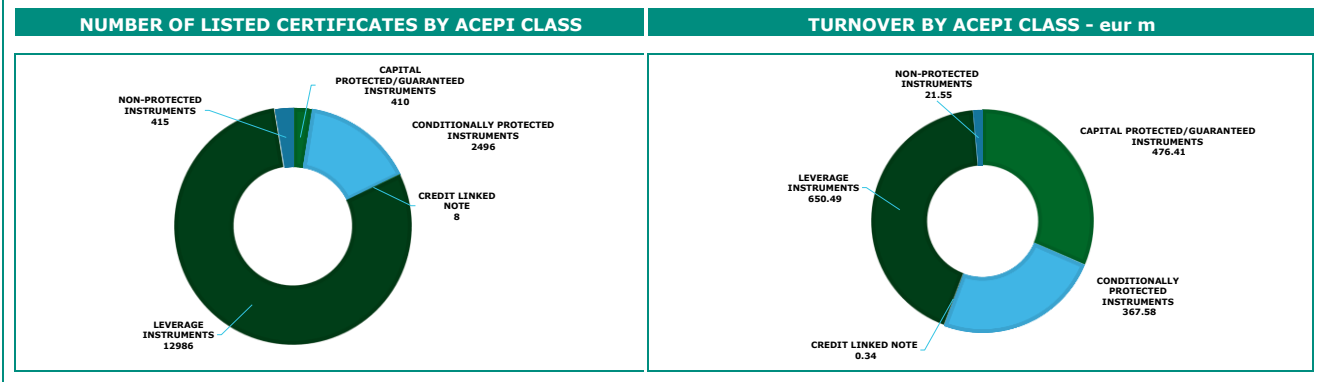 NUMBER OF LISTED CERTIFICATES BY ACEPI CLASS
CAPITAL
PROTECTED/GUARANTEED
INSTRUMENTS
410
NON-PROTECTED
INSTRUMENTS
415
CONDITIONALLY PROTECTED
INSTRUMENTS
2496
CREDIT LINKED
NOTE
8
LEVERAGE
INSTRUMENTS
12986
TURNOVER BY ACEPI CLASS - eur m
NON-PROTECTED
INSTRUMENTS
21.55
CAPITAL PROTECTED/GUARANTEED
INSTRUMENTS
476.41
LEVERAGE
INSTRUMENTS
650.49
CONDITIONALLY
PROTECTED
INSTRUMENTS
367.58
CREDIT LINKED NOTE
0.34